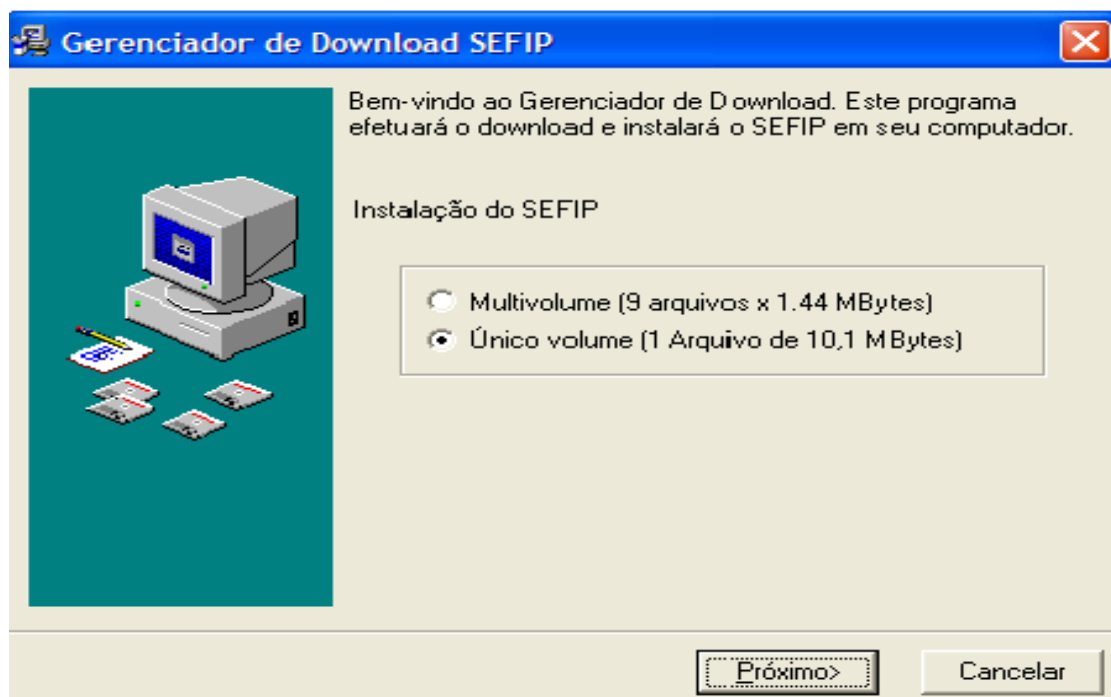 Gerenciador de Download SEFIP
Bem-vindo ao Gerenciador de Download. Este programa
efetuará o download e instalará o SEFIP em seu computador.
Instalação do SEFIP
Multivolume (9 arquivos x 1.44 MBytes)
Único volume (1 Arquivo de 10,1 MBytes)
Próximo>
Cancelar